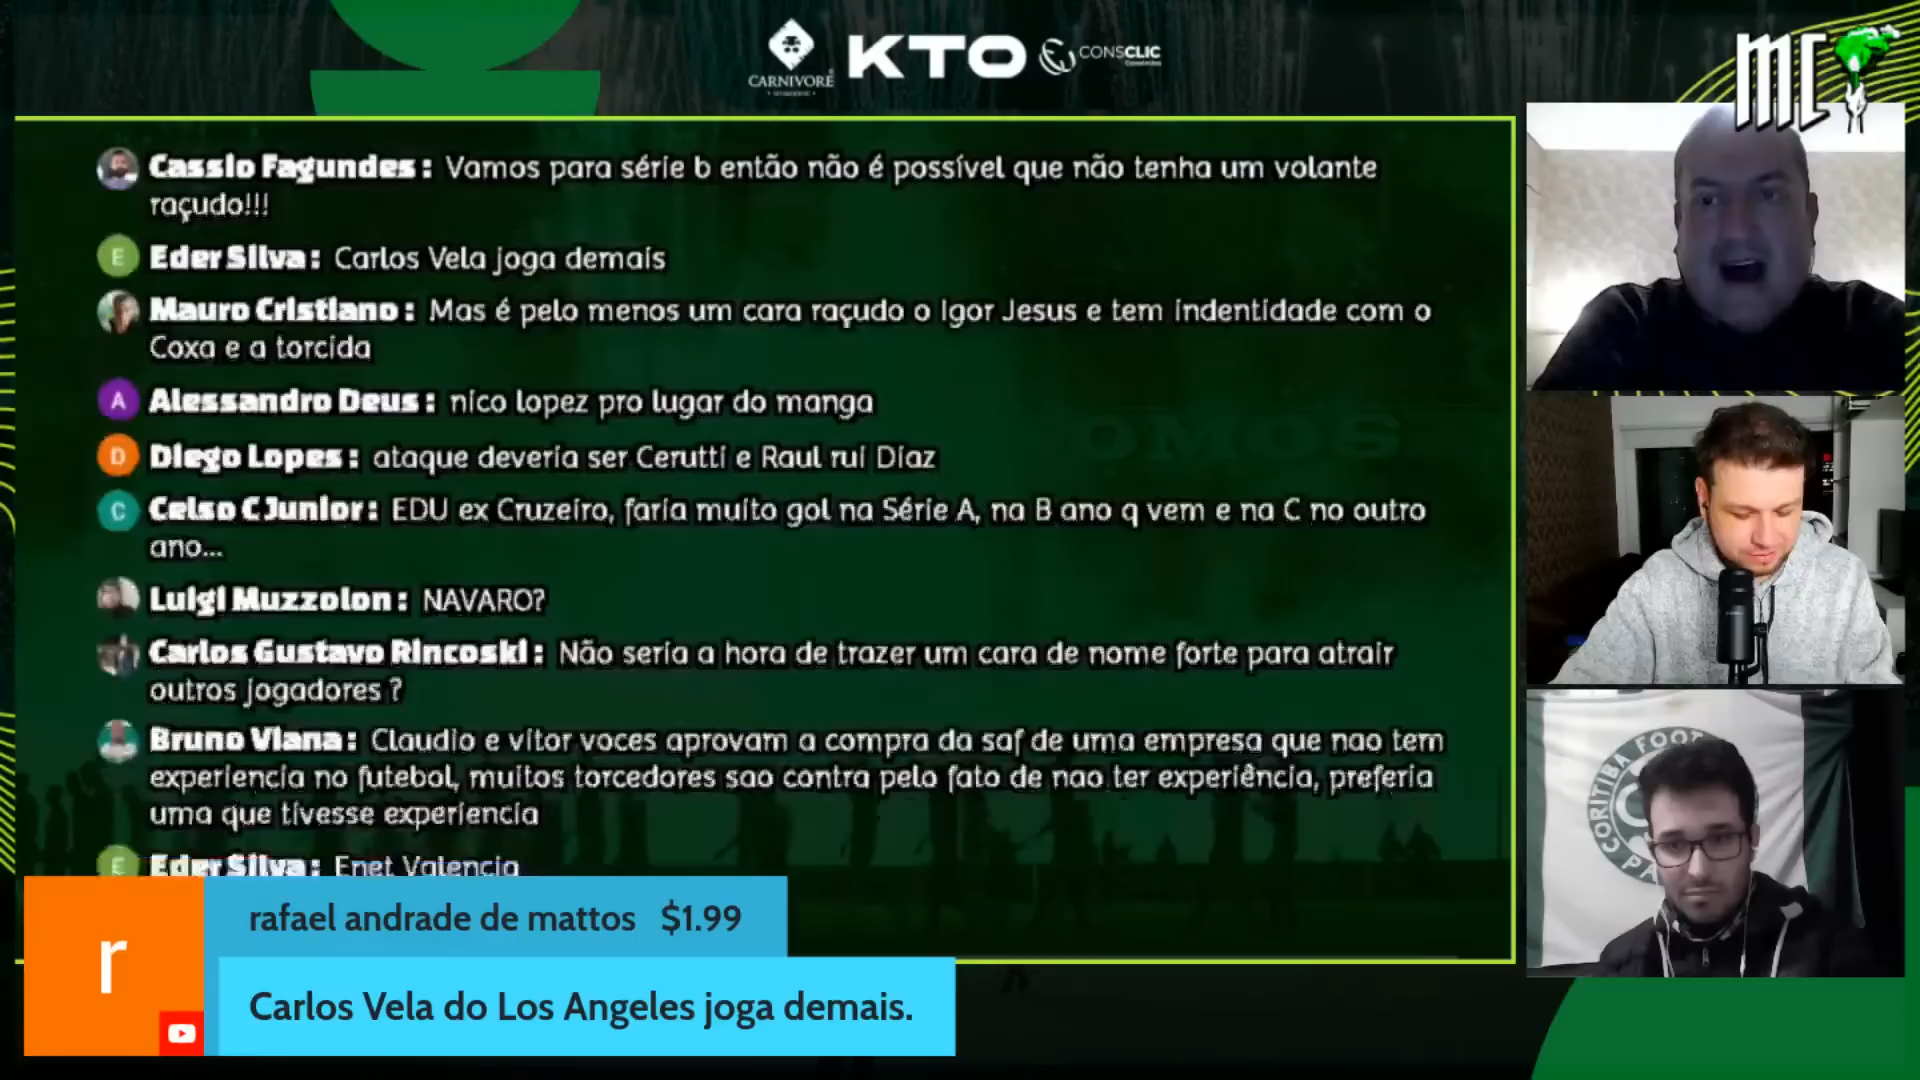 CARNIVORE KTO CONSCLIC
MC
Cassio Fagundes: Vamos para série b então não é possível que não tenha um volante
raçudo!!!
E Eder Silva: Carlos Vela joga demais
Mauro Cristiano: Mas é pelo menos um cara raçudo o Igor Jesus e tem indentidade com o
Coxa e a torcida
A Alessandro Deus: nico lopez pro lugar do manga
D Diego Lopes: ataque deveria ser Cerutti e Raul rui Diaz
C Celso C Junior: EDU ex Cruzeiro, faria muito gol na Série A, na B ano q vem e na C no outro
ano...
Luigi Muzzolon: NAVARO?
Carlos Gustavo Rincoski: Não seria a hora de trazer um cara de nome forte para atrair
outros jogadores ?
Bruno Viana: Claudio e vitor voces aprovam a compra da saf de uma empresa que nao tem
experiencia no futebol, muitos torcedores sao contra pelo fato de nao ter experiência, preferia
uma que tivesse experiencia
E Eder Silva: Enet Valencia
r
rafael andrade de mattos $1.99
Carlos Vela do Los Angeles joga demais.
OMOS
CORITIBA FOOT
PA